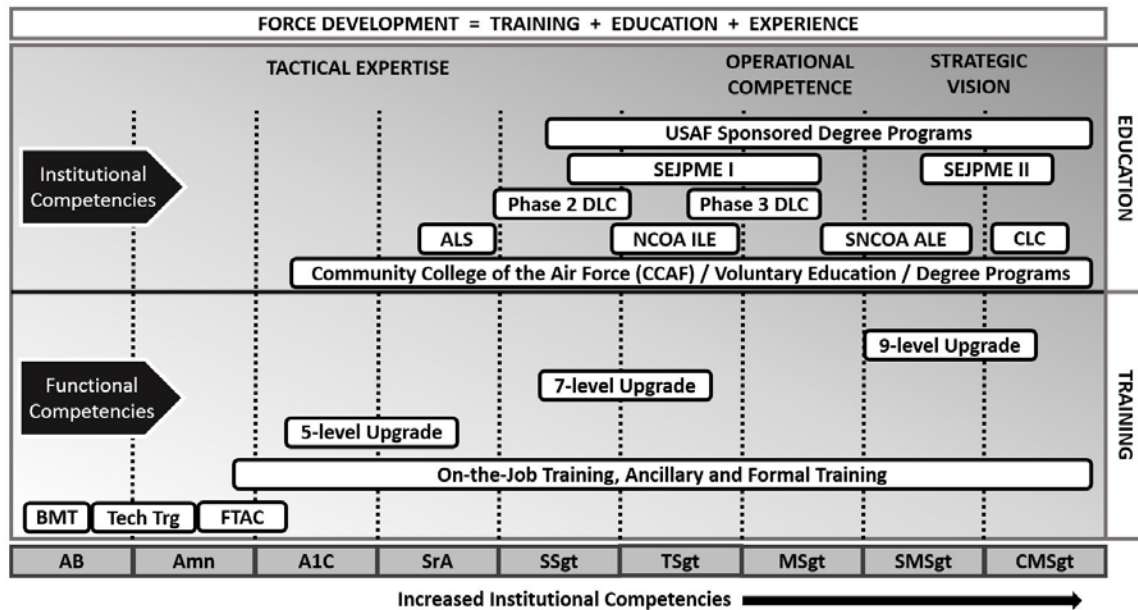 FORCE DEVELOPMENT = TRAINING + EDUCATION + EXPERIENCE
TACTICAL EXPERTISE
OPERATIONAL
COMPETENCE
STRATEGIC
VISION
EDUCATION
Institutional
Competencies
USAF Sponsored Degree Programs
SEJPME I
SEJPME II
Phase 2 DLC
Phase 3 DLC
ALS
NCOA ILE
SNCOA ALE
CLC
Community College of the Air Force (CCAF) / Voluntary Education / Degree Programs
TRAINING
Functional
Competencies
9-level Upgrade
7-level Upgrade
5-level Upgrade
On-the-Job Training, Ancillary and Formal Training
BMT
Tech Trg
FTAC
AB
Amn
A1C
SrA
SSgt
TSgt
MSgt
SMSgt
CMSgt
Increased Institutional Competencies